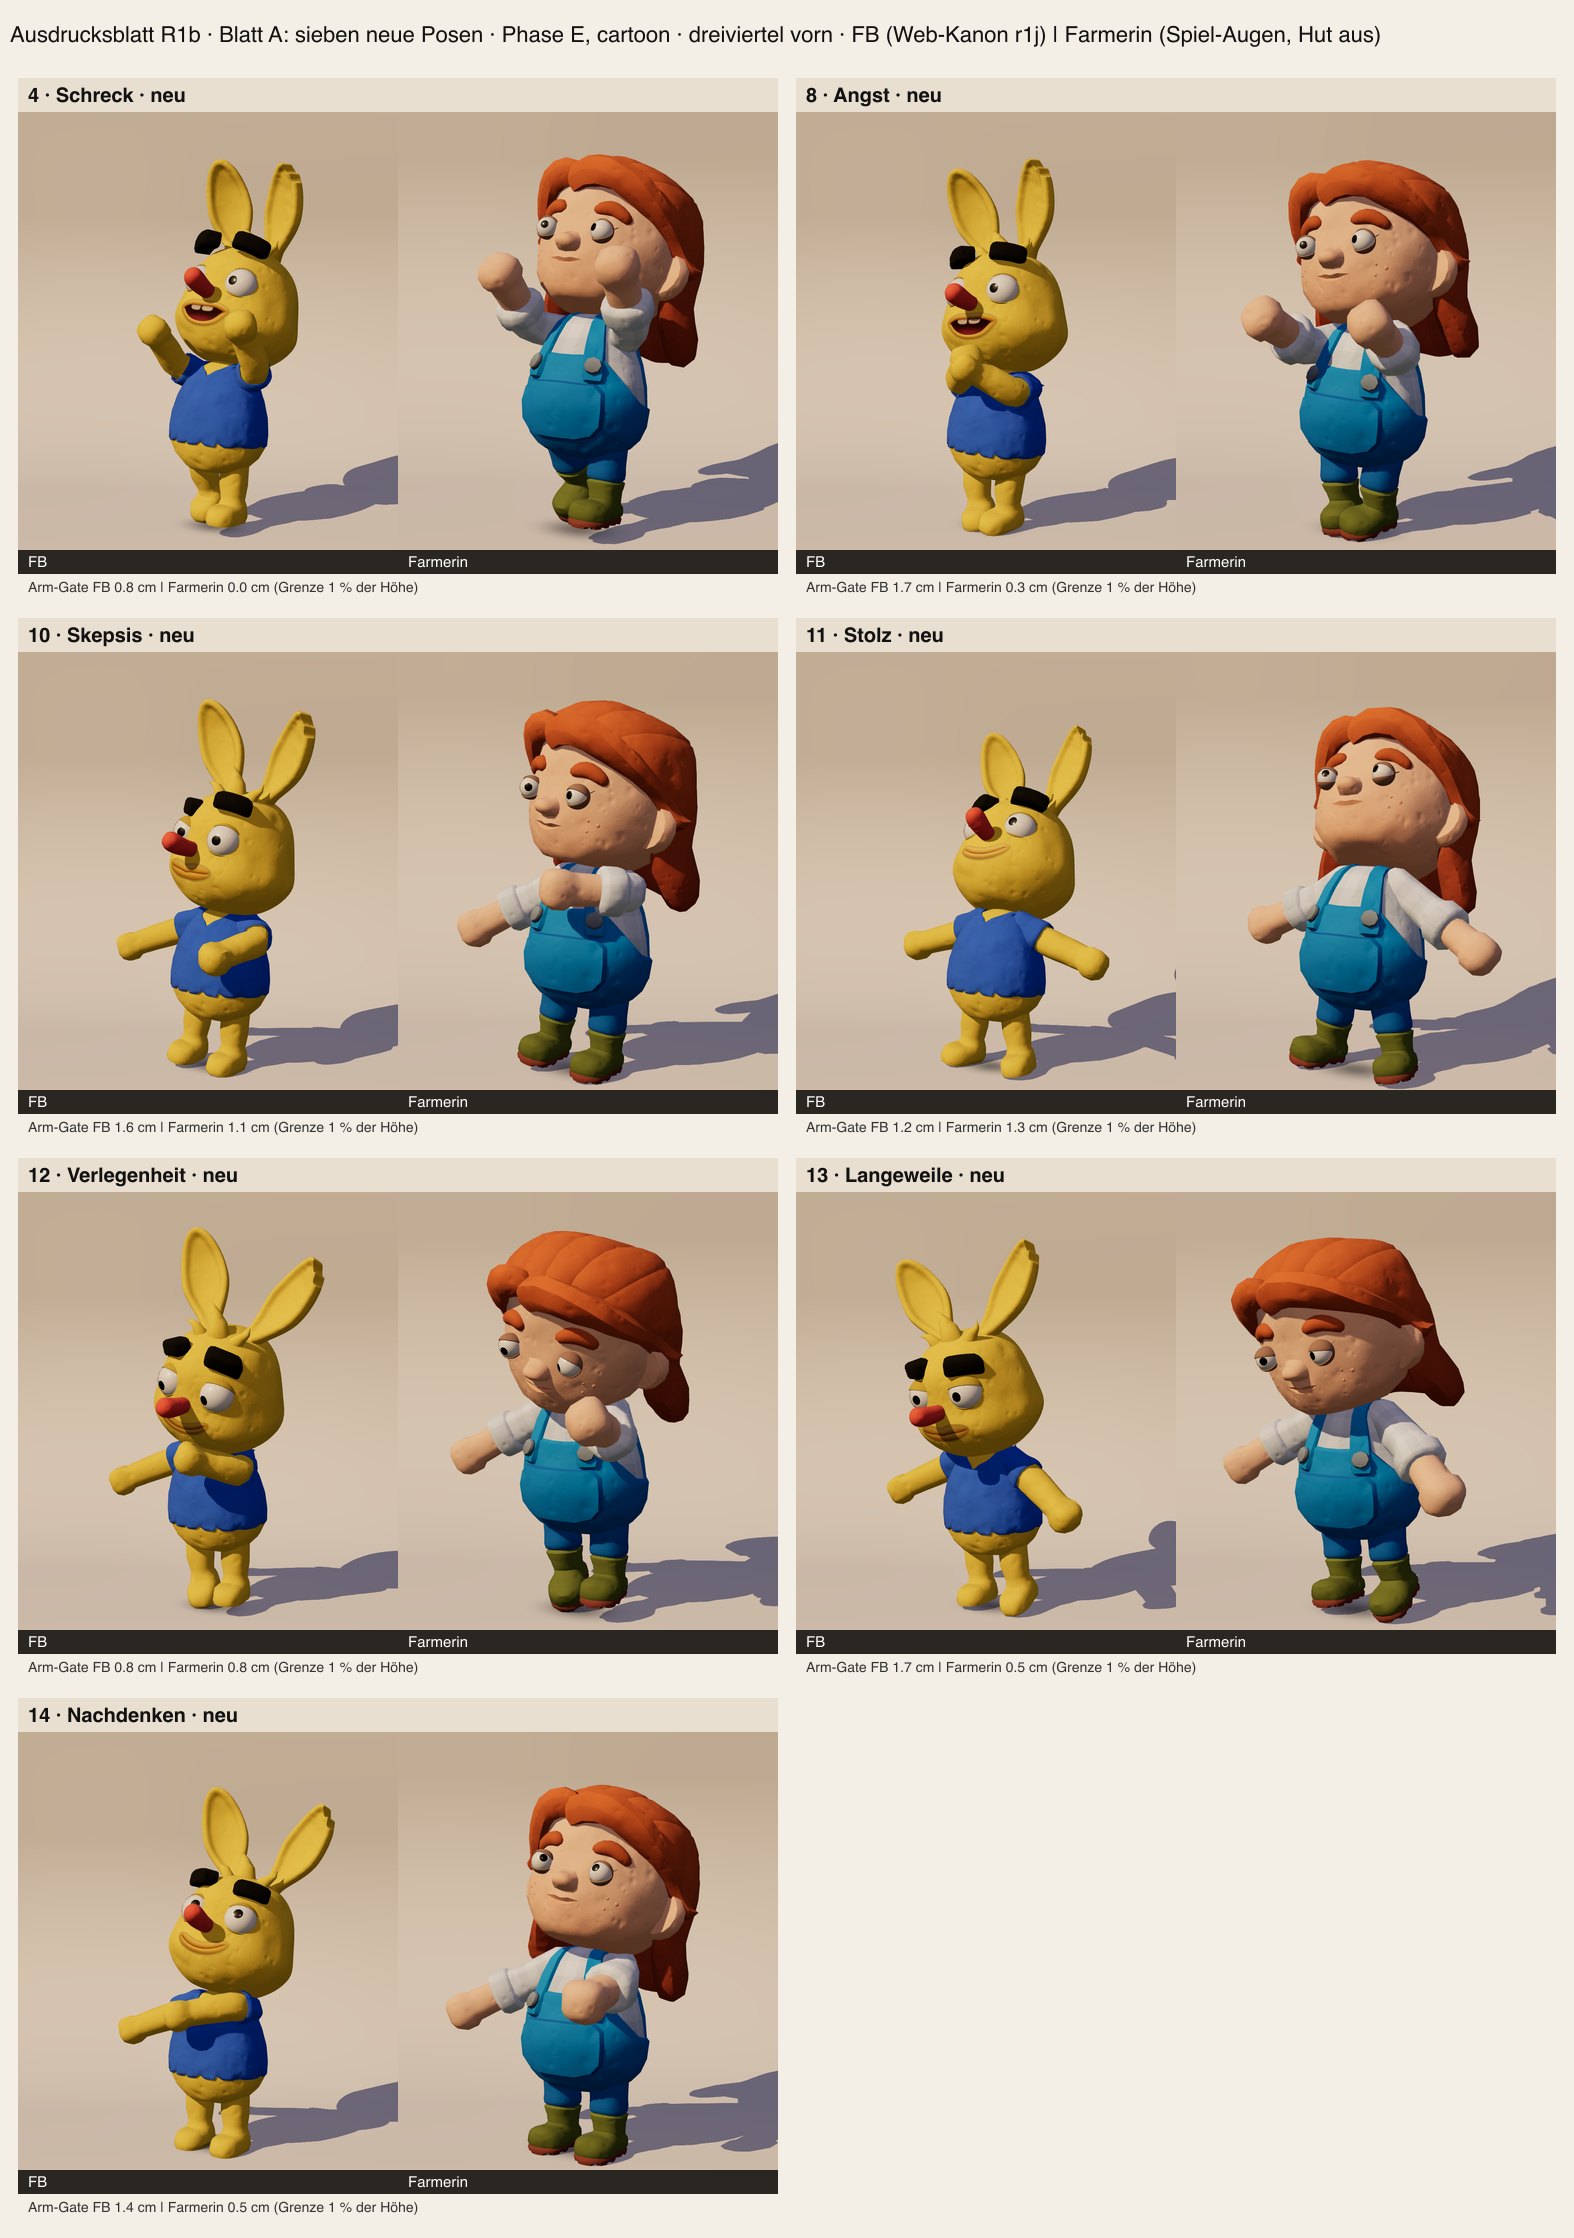 Ausdrucksblatt R1b · Blatt A: sieben neue Posen · Phase E, cartoon · dreiviertel vorn · FB (Web-Kanon r1j) | Farmerin (Spiel-Augen, Hut aus)
4 · Schreck · neu
FB
Farmerin
Arm-Gate FB 0.8 cm | Farmerin 0.0 cm (Grenze 1 % der Höhe)
8 · Angst · neu
FB
Farmerin
Arm-Gate FB 1.7 cm | Farmerin 0.3 cm (Grenze 1 % der Höhe)
10 · Skepsis · neu
FB
Farmerin
Arm-Gate FB 1.6 cm | Farmerin 1.1 cm (Grenze 1 % der Höhe)
11 · Stolz · neu
FB
Farmerin
Arm-Gate FB 1.2 cm | Farmerin 1.3 cm (Grenze 1 % der Höhe)
12 · Verlegenheit · neu
FB
Farmerin
Arm-Gate FB 0.8 cm | Farmerin 0.8 cm (Grenze 1 % der Höhe)
13 · Langeweile · neu
FB
Farmerin
Arm-Gate FB 1.7 cm | Farmerin 0.5 cm (Grenze 1 % der Höhe)
14 · Nachdenken · neu
FB
Farmerin
Arm-Gate FB 1.4 cm | Farmerin 0.5 cm (Grenze 1 % der Höhe)